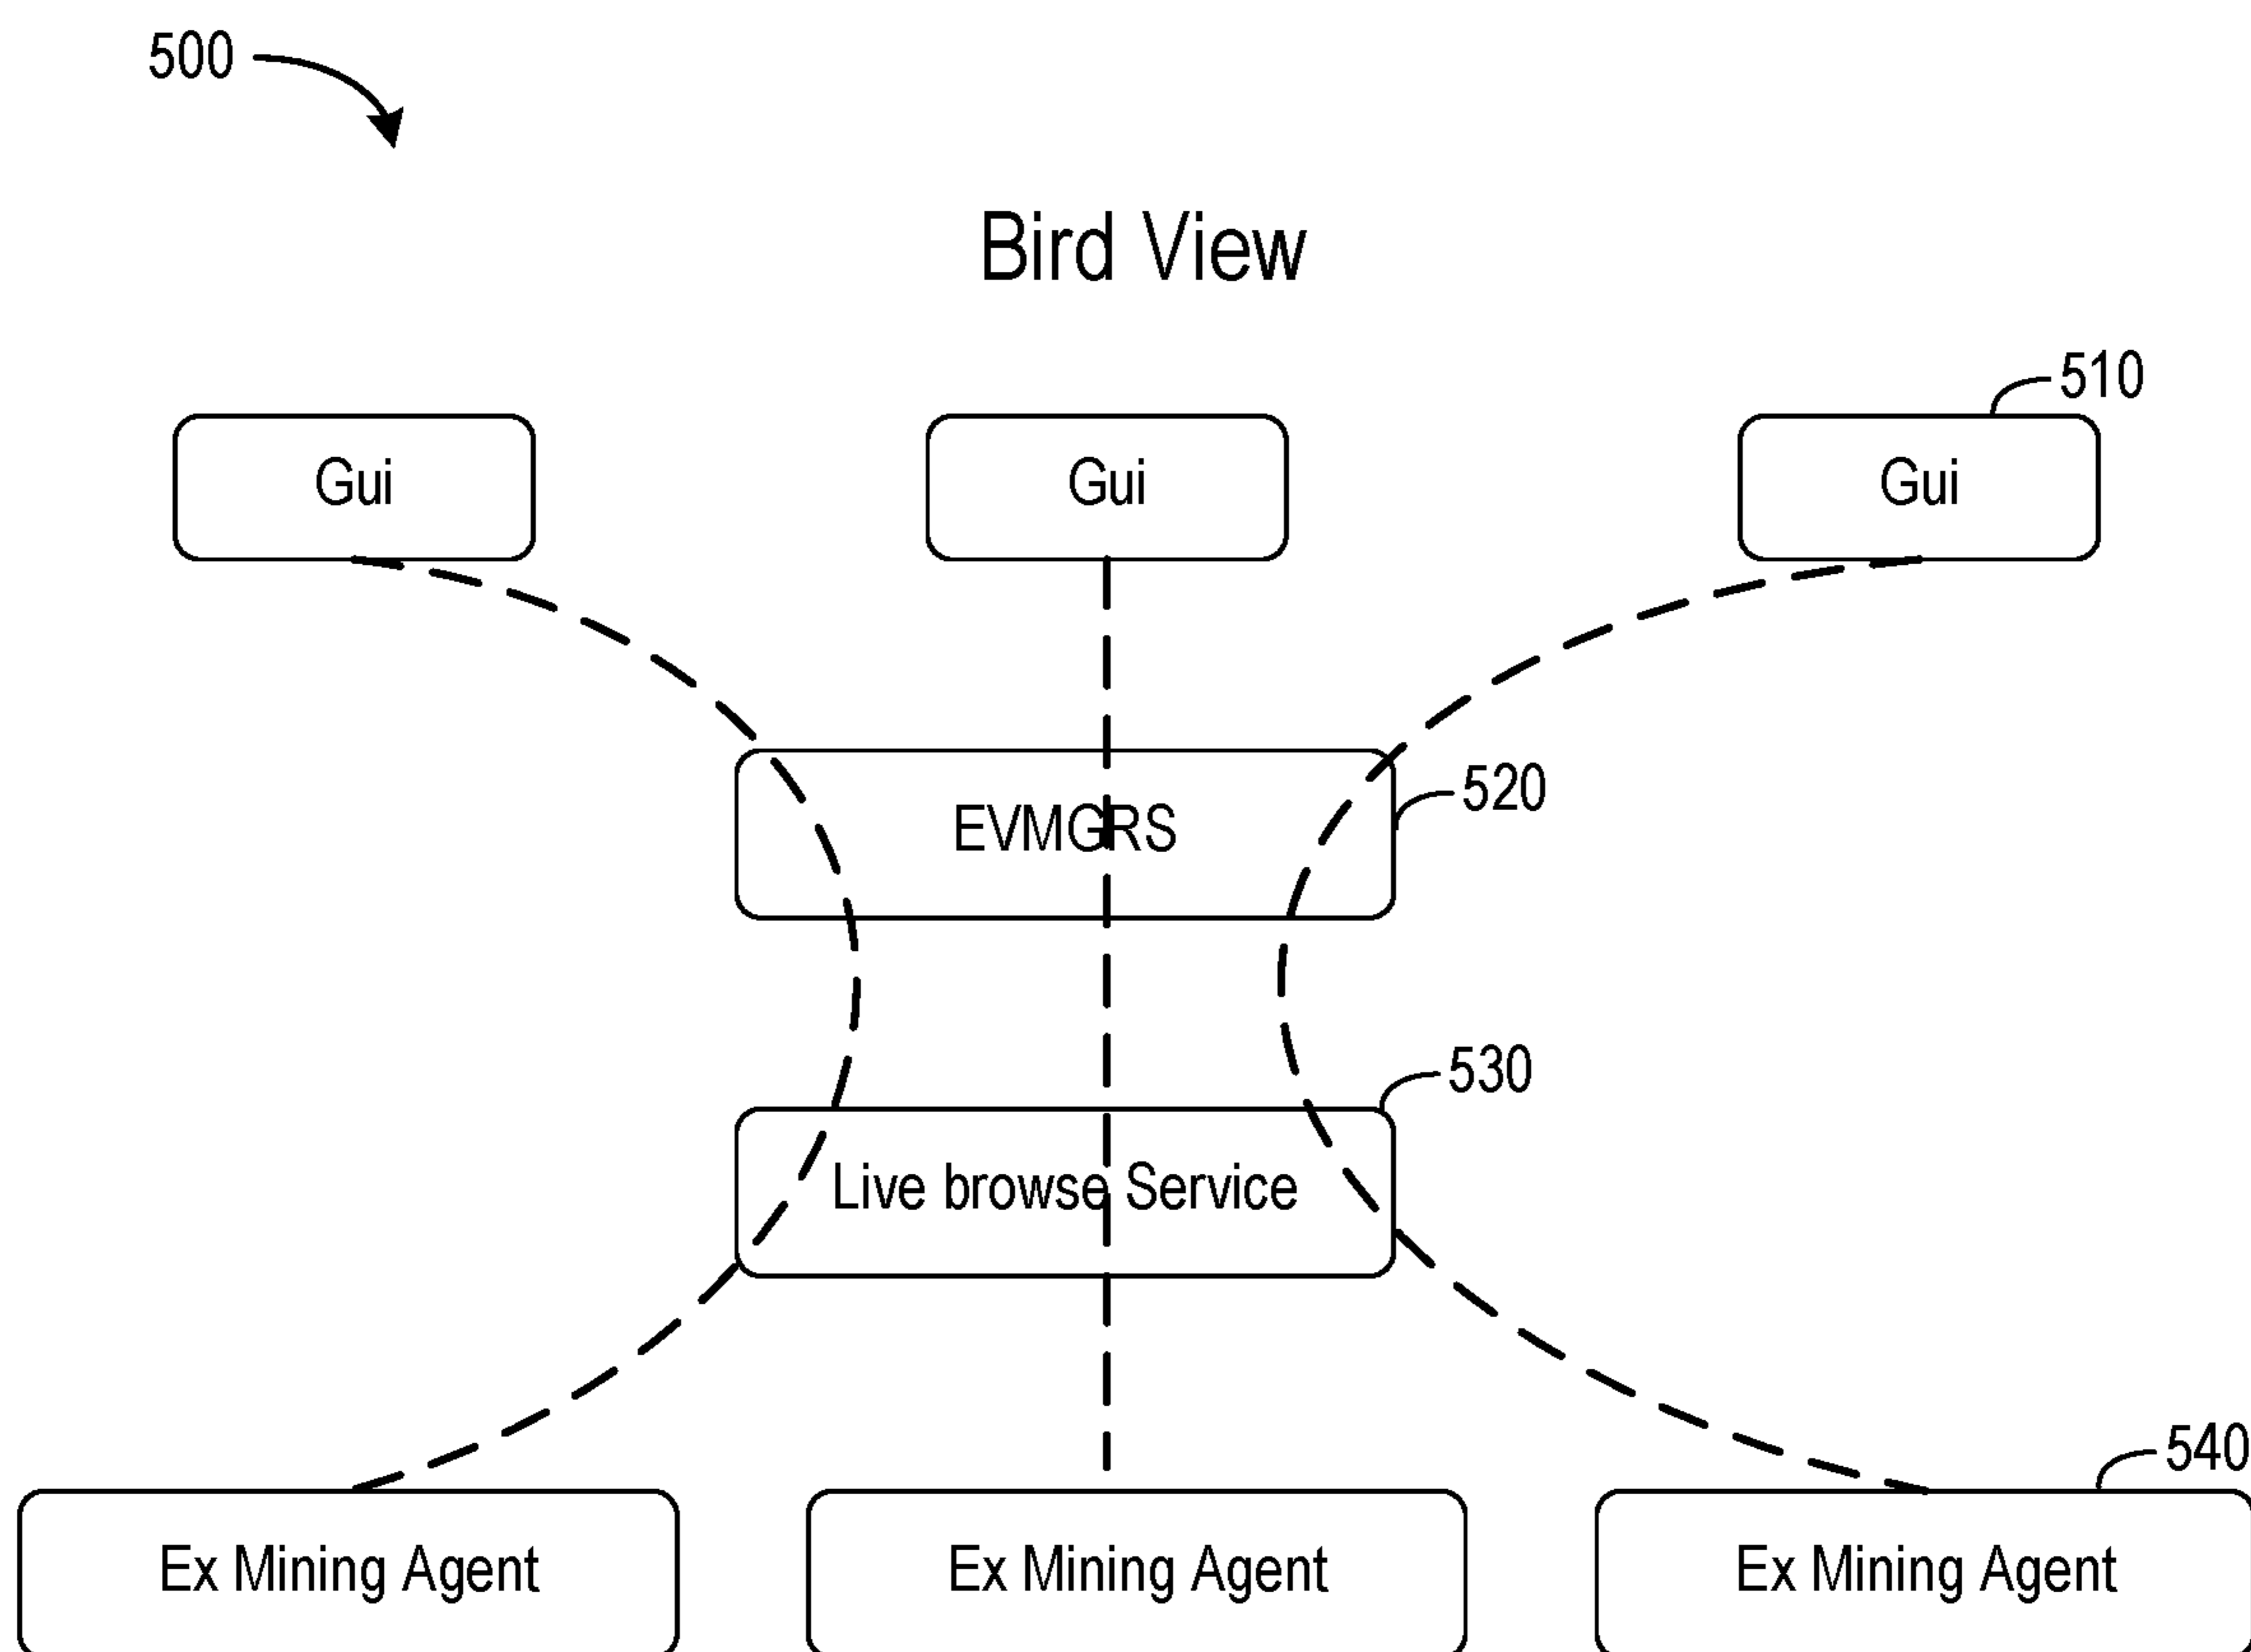 500
Bird View
510
Gui Gui Gui
EVMGRS
520
530
Live browse Service
540
Ex Mining Agent Ex Mining Agent Ex Mining Agent